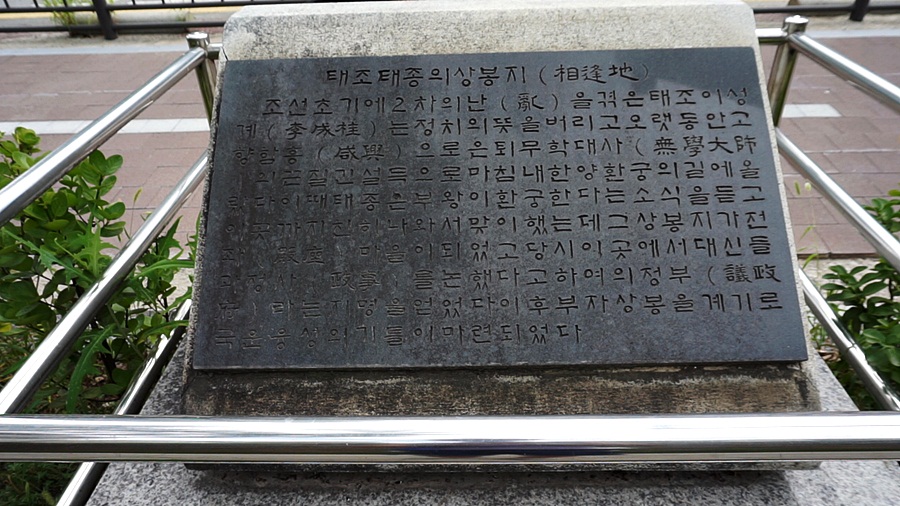 태조태종의상봉지(相逢地)
조선초기에2차의난(亂)을겪은태조이성
계(李成桂)는정치의뜻을버리고오랫동안고
향함흥(咸興)으로은퇴무학대사(無學大師
)의끈질긴설득으로마침내한양환궁의길에올
랐다이때태종은부왕이환궁한다는소식을듣고
이곳까지친히나와서맞이했는데그상봉지가전
마을이되었고당시이곳에서대신들
이정사(政事)를논했다고하여의정부(議政
府)라는지명을얻었다이후부자상봉을계기로
국운융성의기틀이마련되었다